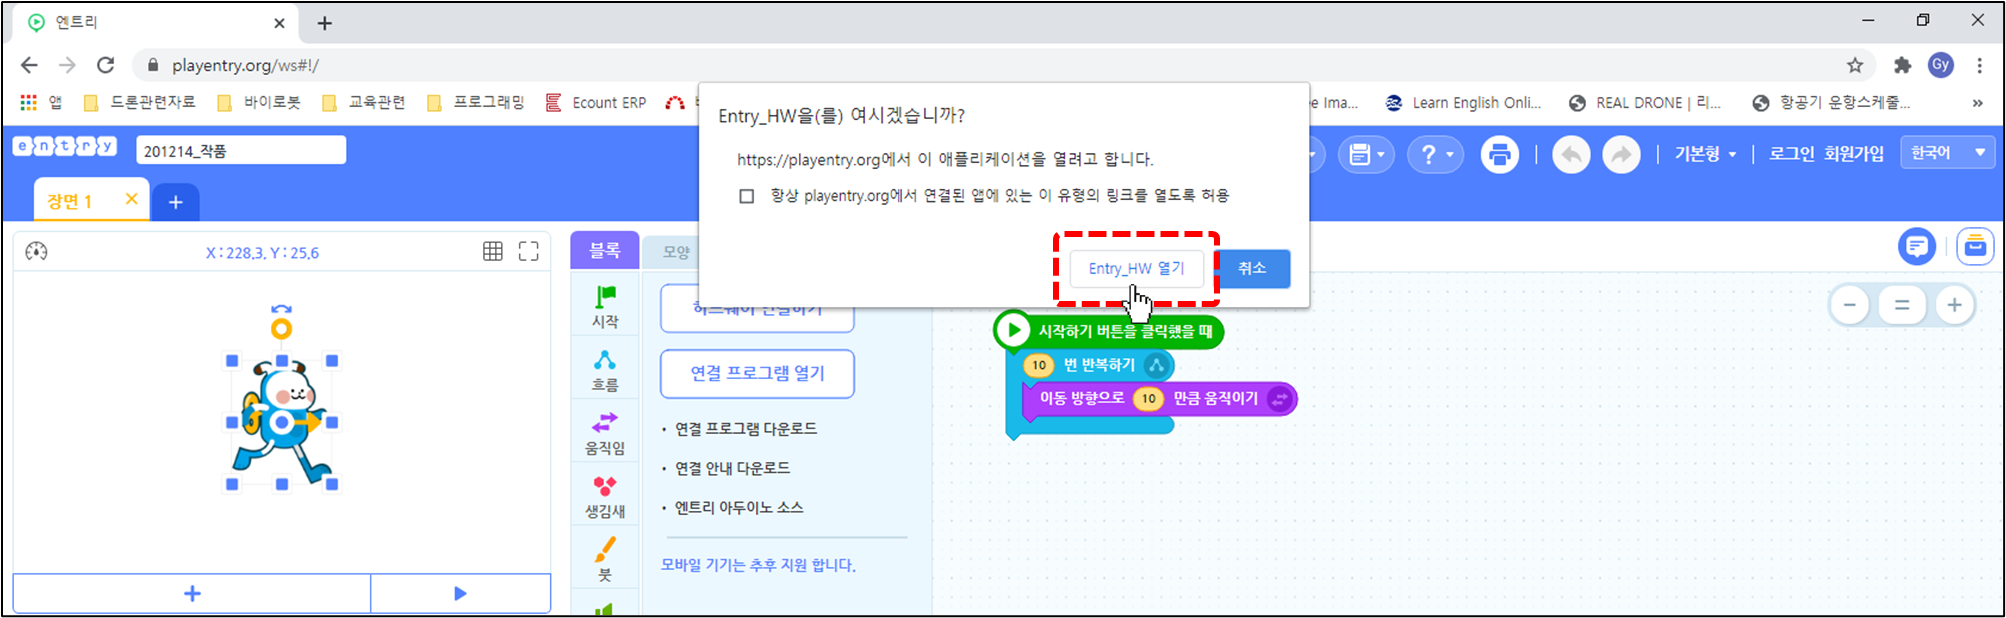 엔트리
playentry.org/ws#!/
앱 드론관련자료 바이로봇 교육관련 프로그래밍 Ecount ERP
e Ima... Learn English Onli... REAL DRONE | 리... 항공기 운항스케줄... »
Entry_HW을(를) 여시겠습니까?
https://playentry.org에서 이 애플리케이션을 열려고 합니다.
항상 playentry.org에서 연결된 앱에 있는 이 유형의 링크를 열도록 허용
Entry_HW 열기 취소
entry 201214_작품
? 기본형 로그인 회원가입 한국어
Gy
장면 1
X : 228.3, Y : 25.6
블록 모양
시작
흐름
움직임
생김새
붓
하드웨어 연결하기
연결 프로그램 열기
· 연결 프로그램 다운로드
· 연결 안내 다운로드
· 엔트리 아두이노 소스
모바일 기기는 추후 지원 합니다.
시작하기 버튼을 클릭했을 때
10 번 반복하기
이동 방향으로 10 만큼 움직이기